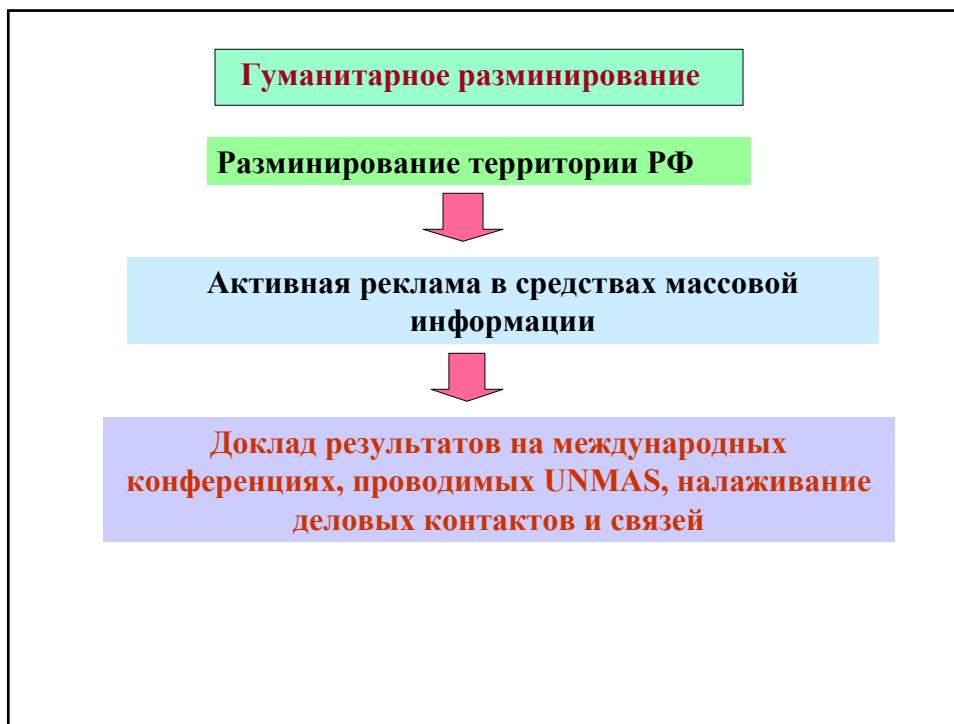 Гуманитарное разминирование
Разминирование территории РФ
Активная реклама в средствах массовой
информации
Доклад результатов на международных
конференциях, проводимых UNMAS, налаживание
деловых контактов и связей